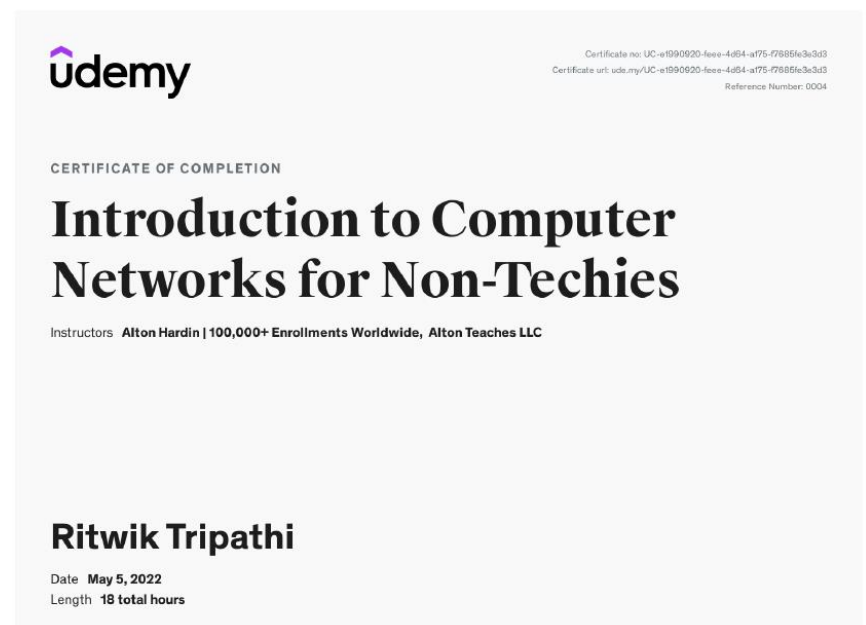 ûdemy
Certificate no: UC-e1990920-feee-4d64-af75-f7685fe3e3d3
Certificate url: ude.my/UC-e1990920-feee-4d64-af75-f7685fe3e3d3
Reference Number: 0004
CERTIFICATE OF COMPLETION
Introduction to Computer
Networks for Non-Techies
Instructors Alton Hardin | 100,000+ Enrollments Worldwide, Alton Teaches LLC
Ritwik Tripathi
Date May 5, 2022
Length 18 total hours